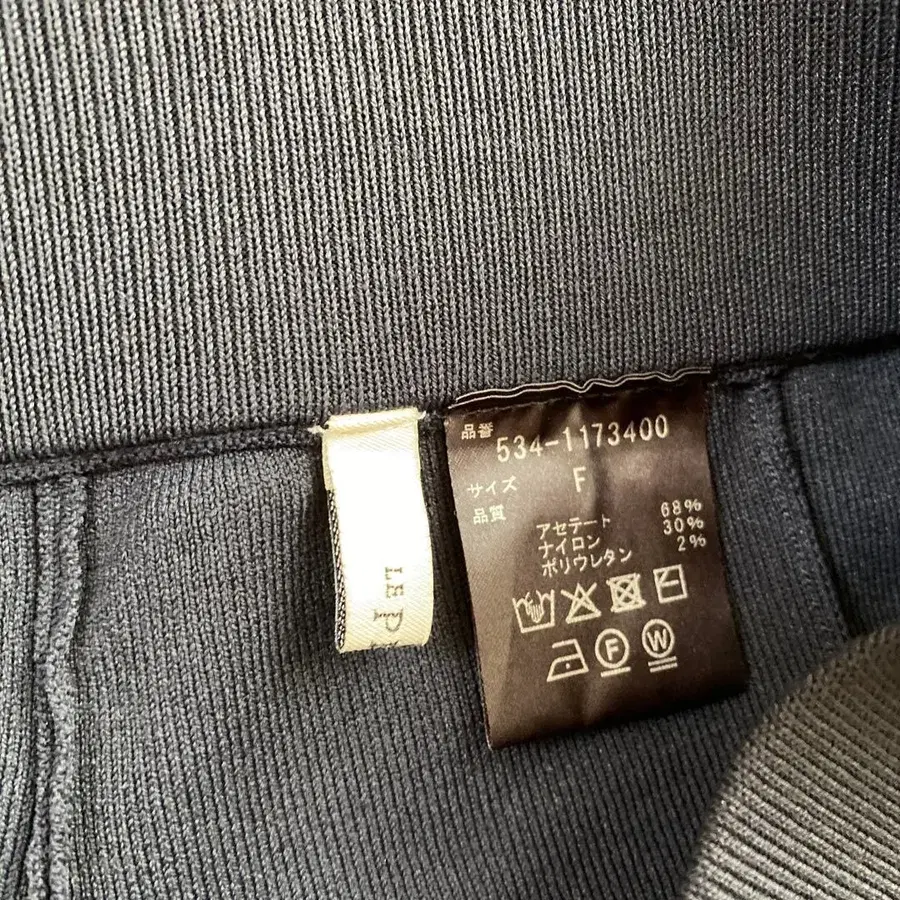 品番
534-1173400
サイズ F
品質
アセテート 68%
ナイロン 30%
ポリウレタン 2%
F W
LE